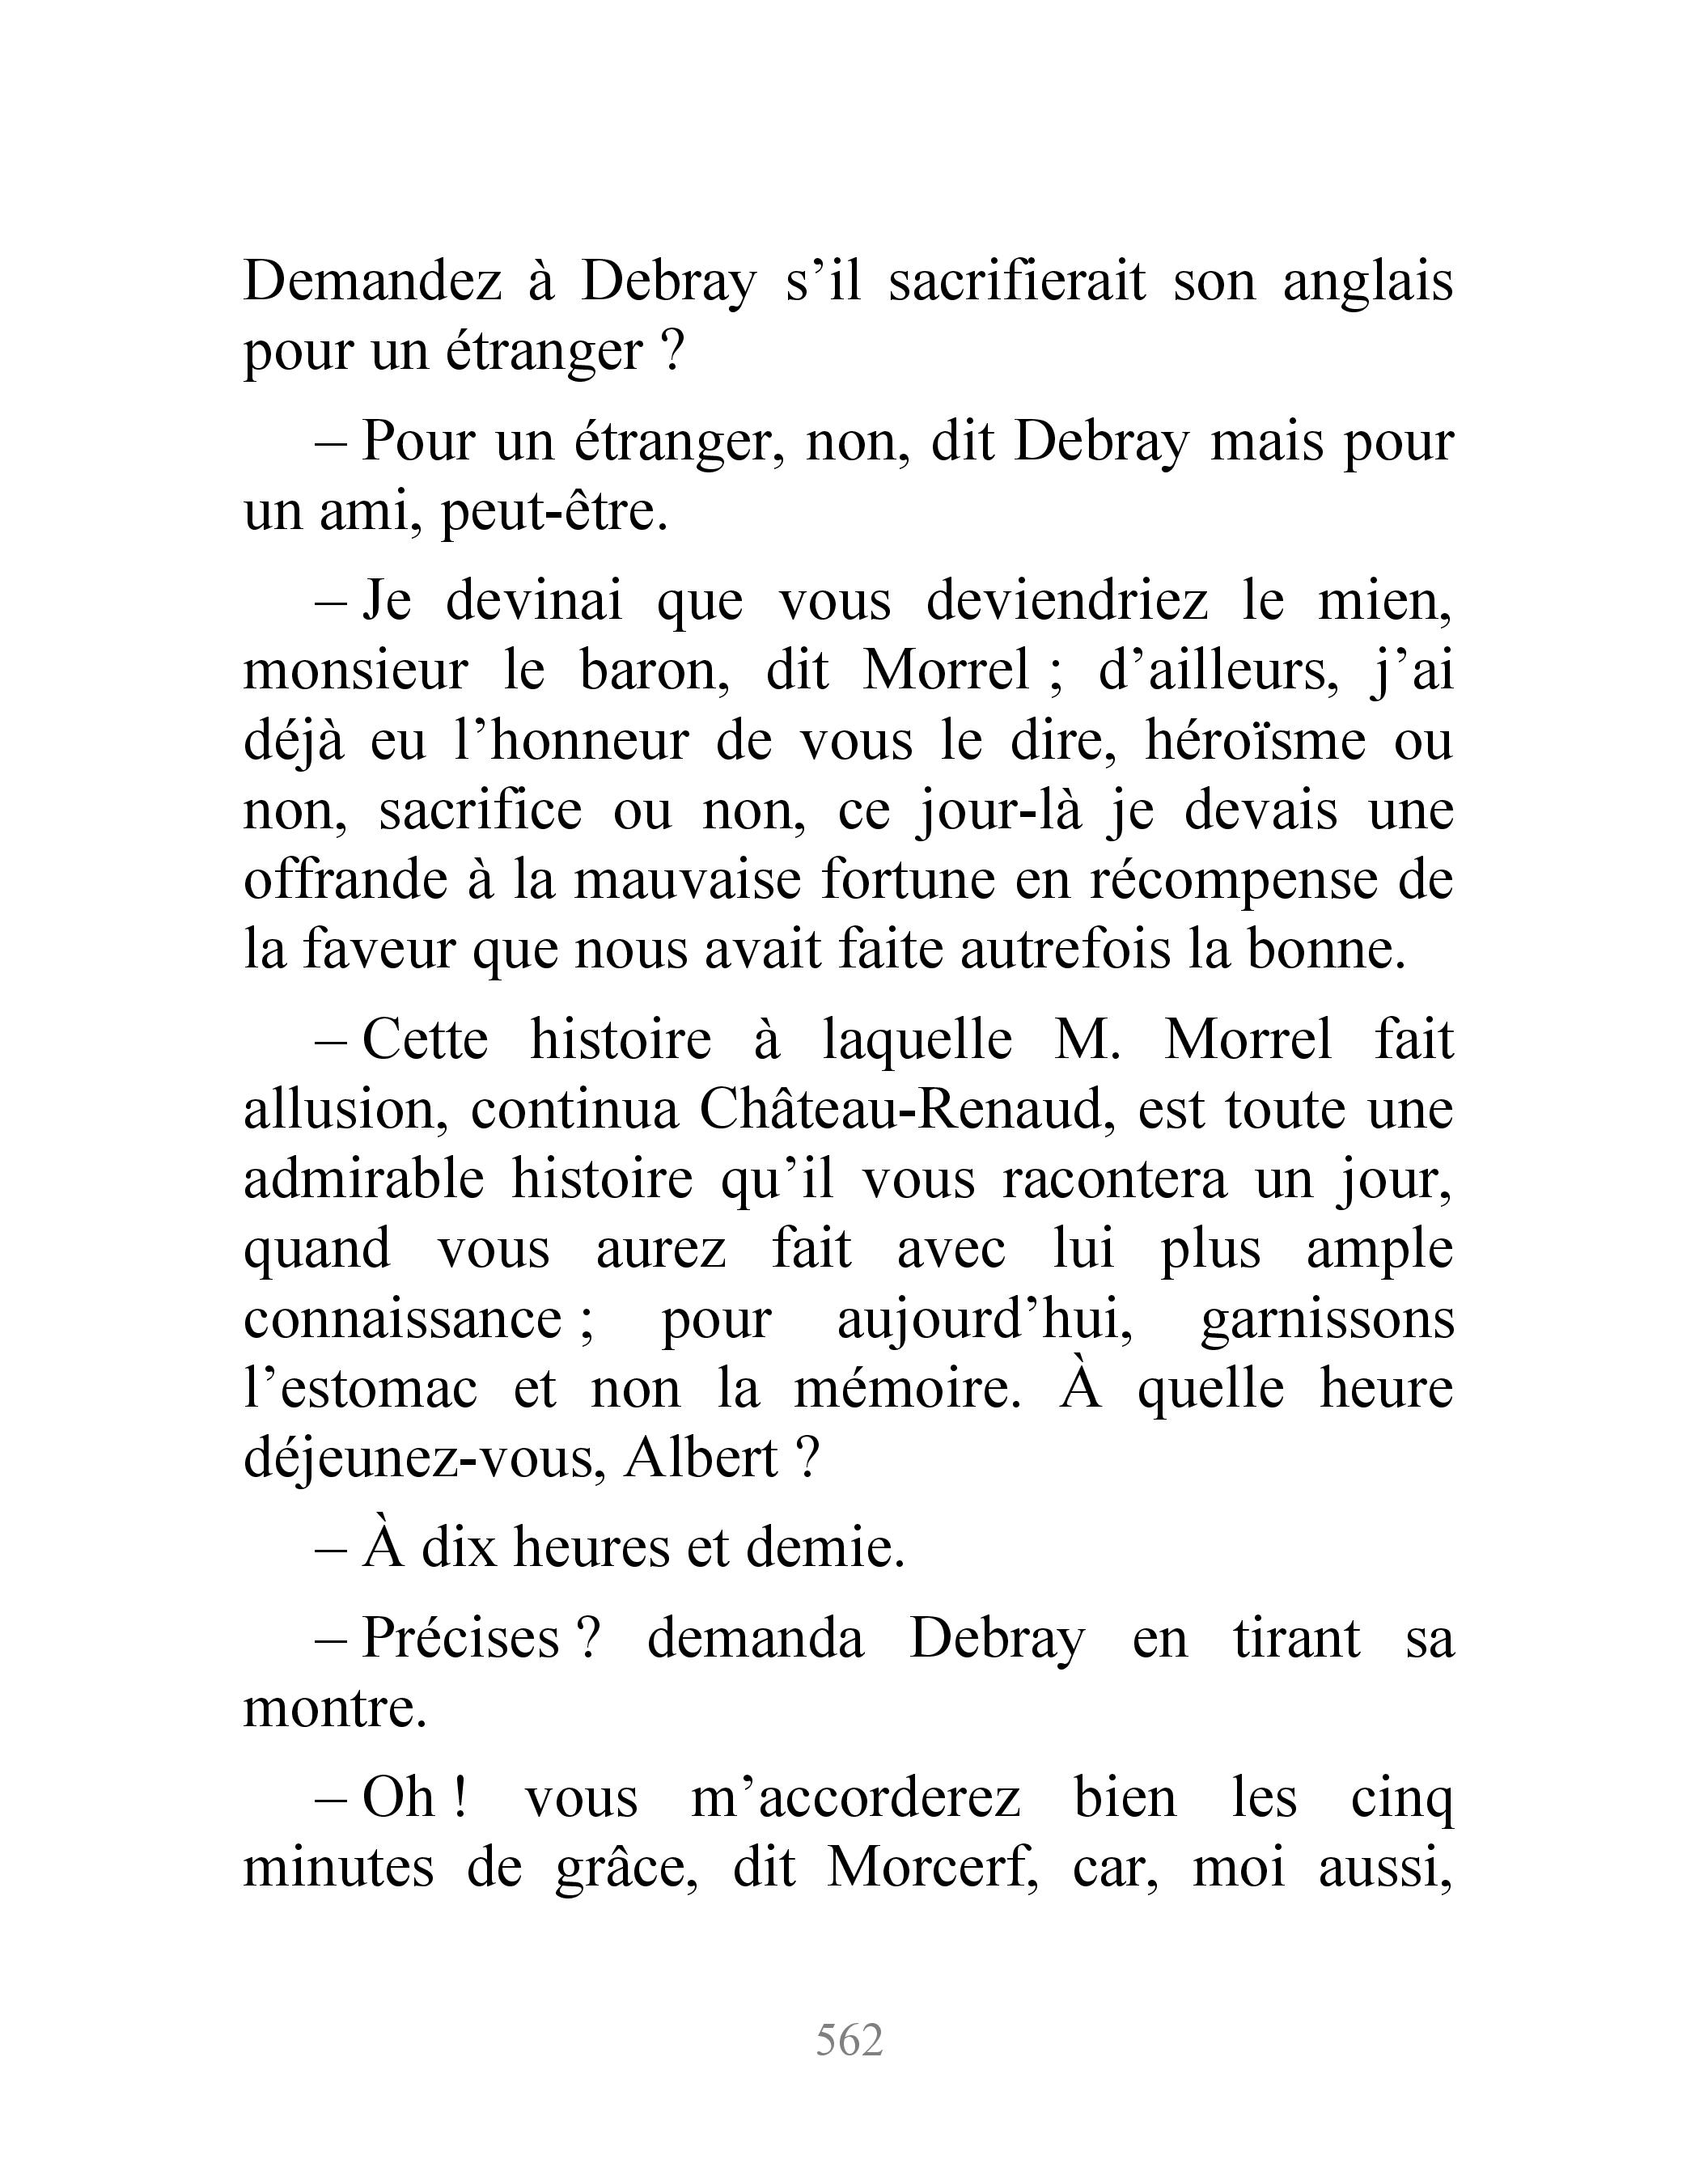 Demandez à Debray s’il sacrifierait son anglais
pour un étranger ?
– Pour un étranger, non, dit Debray mais pour
un ami, peut-être.
– Je devinai que vous deviendriez le mien,
monsieur le baron, dit Morrel ; d’ailleurs, j’ai
déjà eu l’honneur de vous le dire, héroïsme ou
non, sacrifice ou non, ce jour-là je devais une
offrande à la mauvaise fortune en récompense de
la faveur que nous avait faite autrefois la bonne.
– Cette histoire à laquelle M. Morrel fait
allusion, continua Château-Renaud, est toute une
admirable histoire qu’il vous racontera un jour,
quand vous aurez fait avec lui plus ample
connaissance ; pour aujourd’hui, garnissons
l’estomac et non la mémoire. À quelle heure
déjeunez-vous, Albert ?
– À dix heures et demie.
– Précises ? demanda Debray en tirant sa
montre.
– Oh ! vous m’accorderez bien les cinq
minutes de grâce, dit Morcerf, car, moi aussi,
562